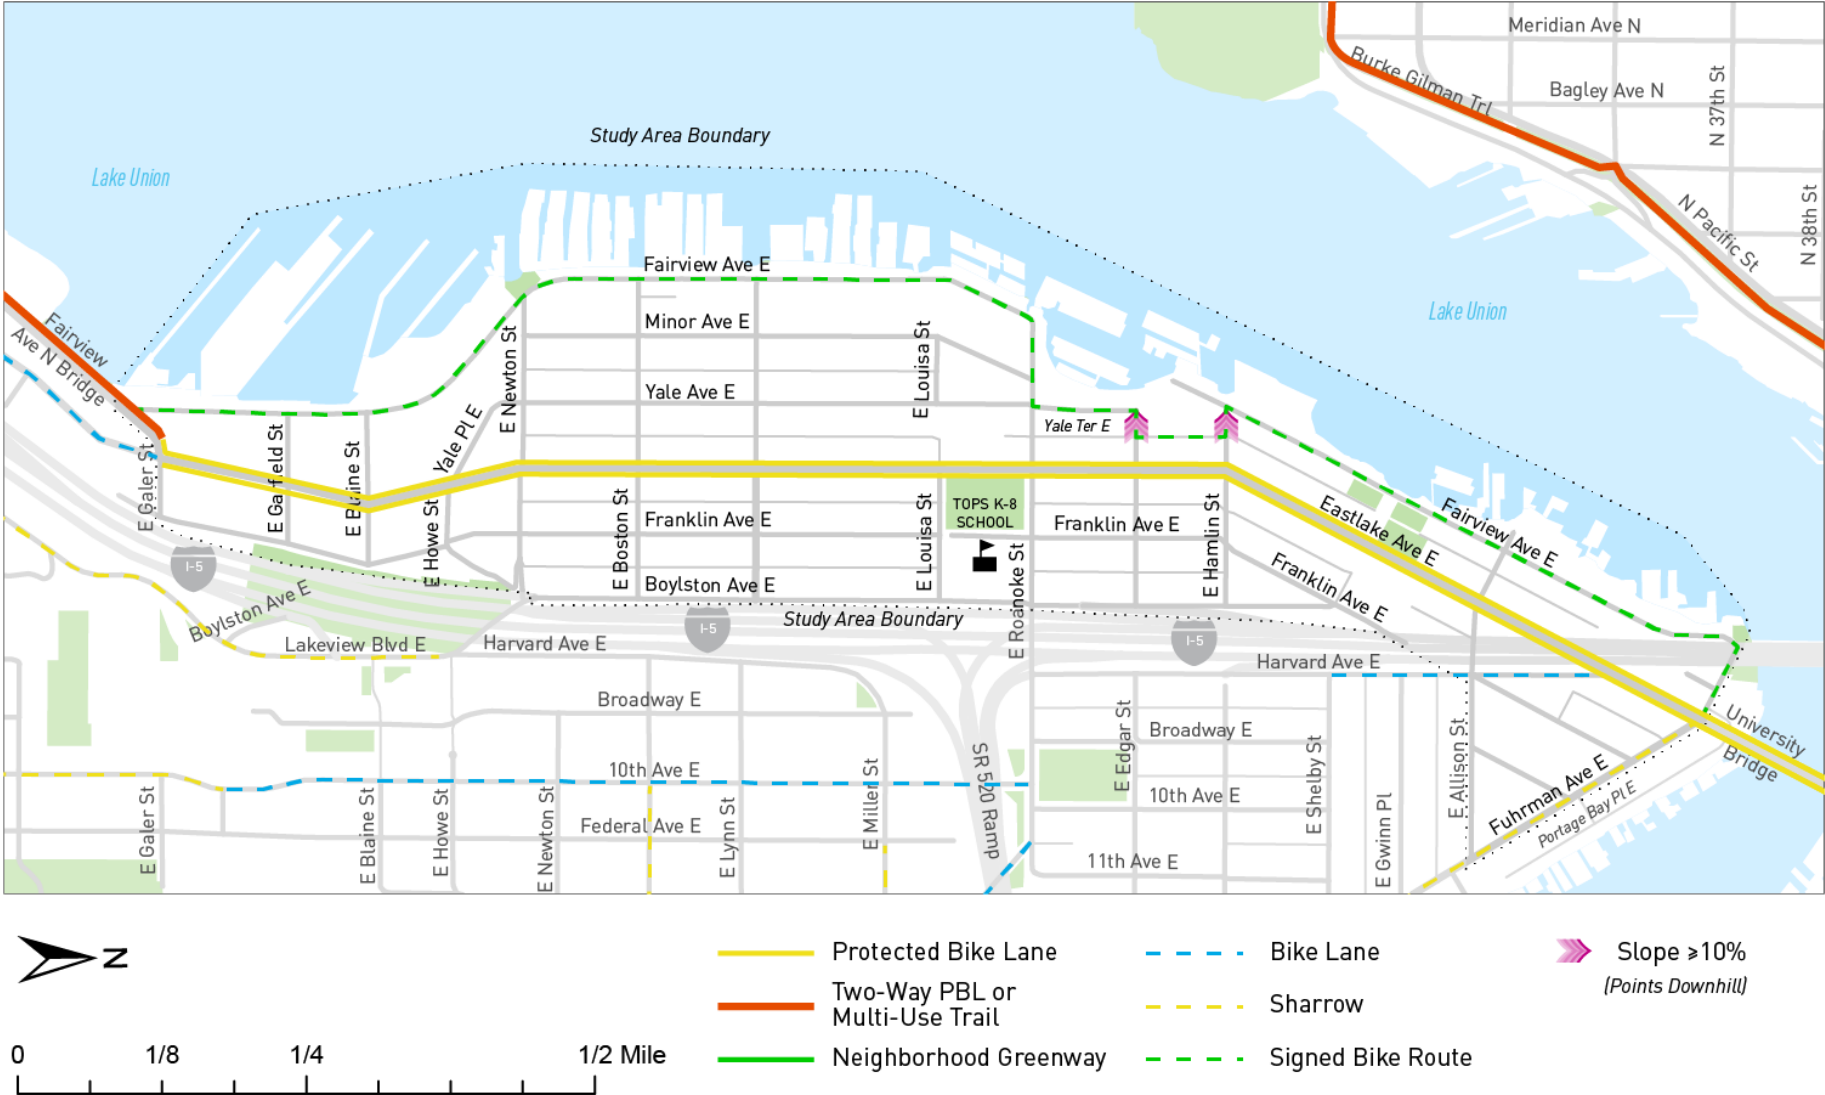 Meridian Ave N
Burke Gilman Trl
Bagley Ave N
N 37th St
Study Area Boundary
Lake Union
N Pacific St
N 38th St
Fairview Ave E
Lake Union
Fairview
Ave N Bridge
Minor Ave E
E Newton St
E Louisa St
Yale Ave E
Yale Pl E
Yale Ter E
E Galer St
E Garfield St
E Blaine St
E Howe St
E Boston St
E Louisa St
TOPS K-8
SCHOOL
Franklin Ave E
Franklin Ave E
E Hamlin St
Eastlake Ave E
Fairview Ave E
I-5
E Roanoke St
Franklin Ave E
Boylston Ave E
Boylston Ave E
Study Area Boundary
I-5
I-5
Lakeview Blvd E
Harvard Ave E
Harvard Ave E
Broadway E
E Edgar St
Broadway E
E Shelby St
E Allison St
University
Bridge
10th Ave E
SR 520 Ramp
10th Ave E
E Galer St
E Blaine St
E Howe St
E Newton St
Federal Ave E
E Lynn St
E Miller St
11th Ave E
E Gwinn Pl
Fuhrman Ave E
Portage Bay Pl E
N
Protected Bike Lane
Two-Way PBL or
Multi-Use Trail
Neighborhood Greenway
Bike Lane
Sharrow
Signed Bike Route
Slope ≥10%
(Points Downhill)
0 1/8 1/4 1/2 Mile